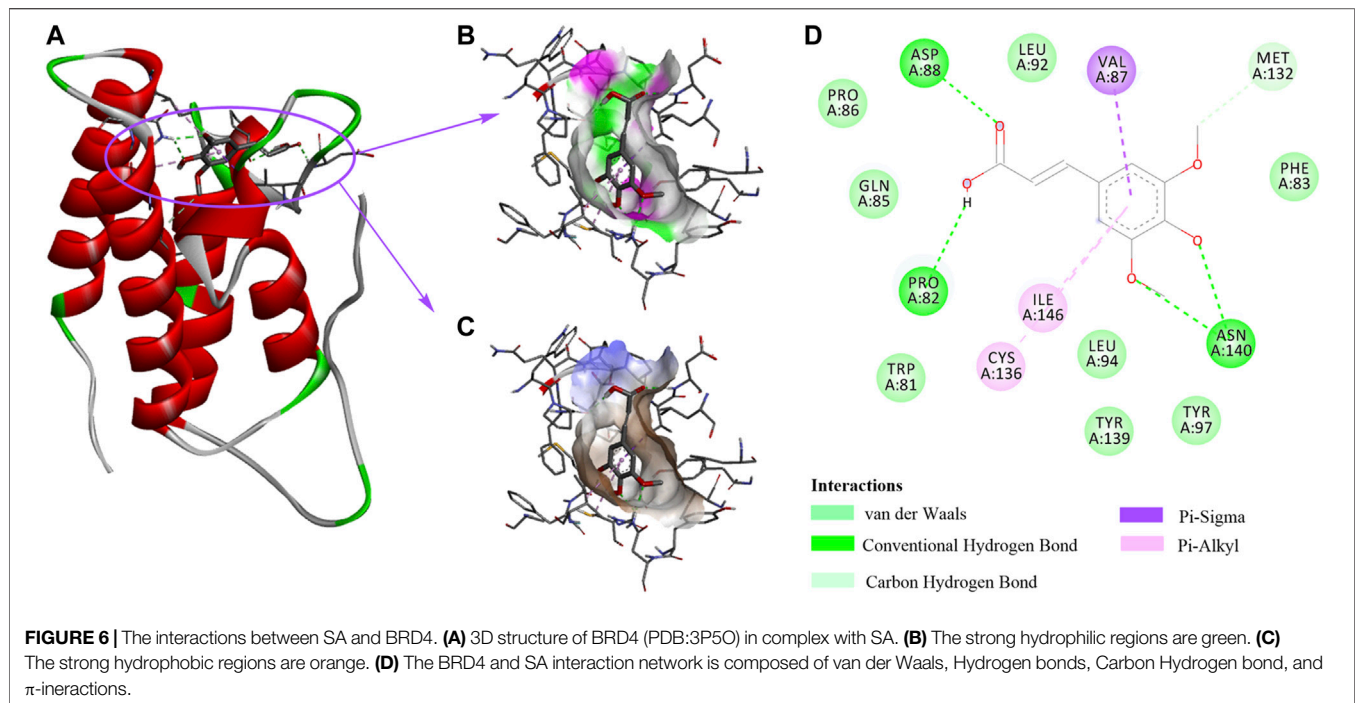 A
B
C
D
ASP
A:88
LEU
A:92
VAL
A:87
MET
A:132
PRO
A:86
O
O
PHE
A:83
GLN
A:85
O
H
O
O
PRO
A:82
ILE
A:146
ASN
A:140
LEU
A:94
CYS
A:136
TRP
A:81
TYR
A:97
TYR
A:139
Interactions
van der Waals
Conventional Hydrogen Bond
Carbon Hydrogen Bond
Pi-Sigma
Pi-Alkyl
FIGURE 6 | The interactions between SA and BRD4. (A) 3D structure of BRD4 (PDB:3P5O) in complex with SA. (B) The strong hydrophilic regions are green. (C)
The strong hydrophobic regions are orange. (D) The BRD4 and SA interaction network is composed of van der Waals, Hydrogen bonds, Carbon Hydrogen bond, and
π-ineractions.